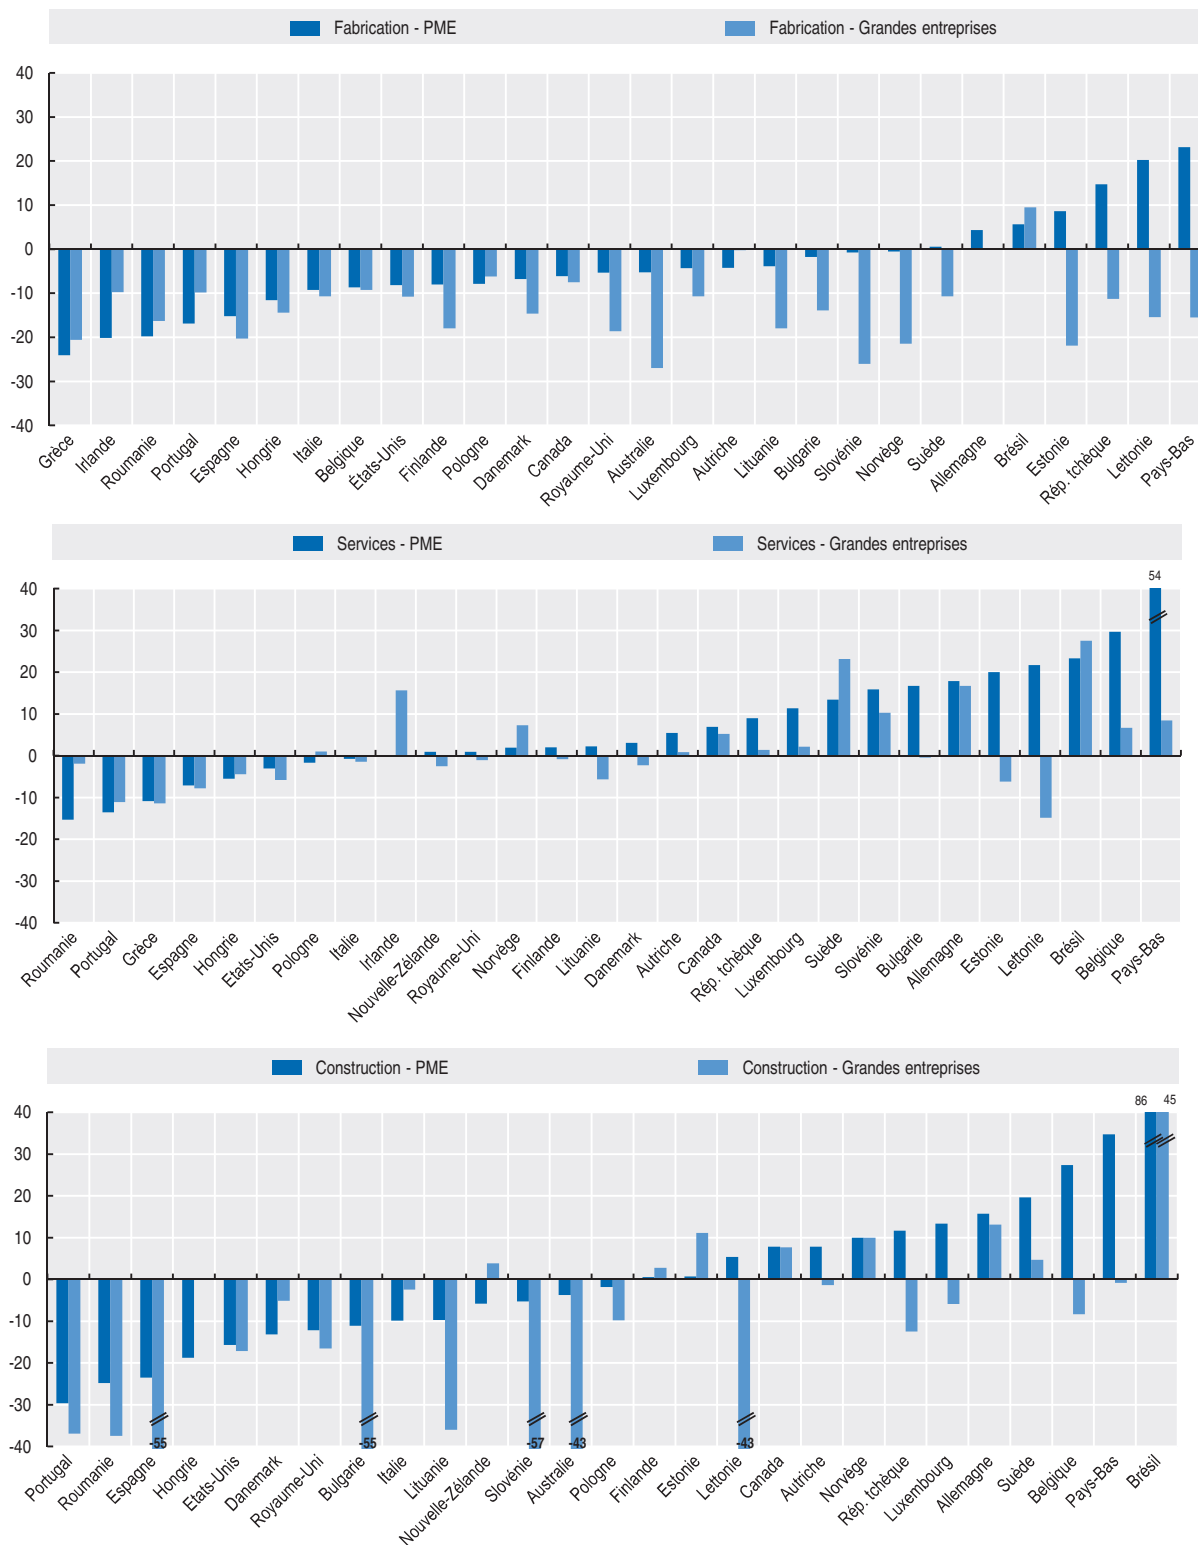 Fabrication - PME
Fabrication - Grandes entreprises
40
30
20
10
0
-10
-20
-30
-40
Grèce
Irlande
Roumanie
Portugal
Espagne
Hongrie
Italie
Belgique
États-Unis
Finlande
Pologne
Danemark
Canada
Royaume-Uni
Australie
Luxembourg
Autriche
Lituanie
Bulgarie
Slovénie
Norvège
Suède
Allemagne
Brésil
Estonie
Rép. tchèque
Lettonie
Pays-Bas
Services - PME
Services - Grandes entreprises
54
40
30
20
10
0
-10
-20
-30
-40
Roumanie
Portugal
Grèce
Espagne
Hongrie
Etats-Unis
Pologne
Italie
Irlande
Nouvelle-Zélande
Royaume-Uni
Norvège
Finlande
Lituanie
Danemark
Autriche
Canada
Rép. tchèque
Luxembourg
Suède
Slovénie
Bulgarie
Allemagne
Estonie
Lettonie
Brésil
Belgique
Pays-Bas
Construction - PME
Construction - Grandes entreprises
86
45
40
30
20
10
0
-10
-20
-30
-40
-55
-55
-57
-43
-43
Portugal
Roumanie
Espagne
Hongrie
Etats-Unis
Danemark
Royaume-Uni
Bulgarie
Italie
Lituanie
Nouvelle-Zélande
Slovénie
Australie
Pologne
Finlande
Estonie
Lettonie
Canada
Autriche
Norvège
Rép. tchèque
Luxembourg
Allemagne
Suède
Belgique
Pays-Bas
Brésil